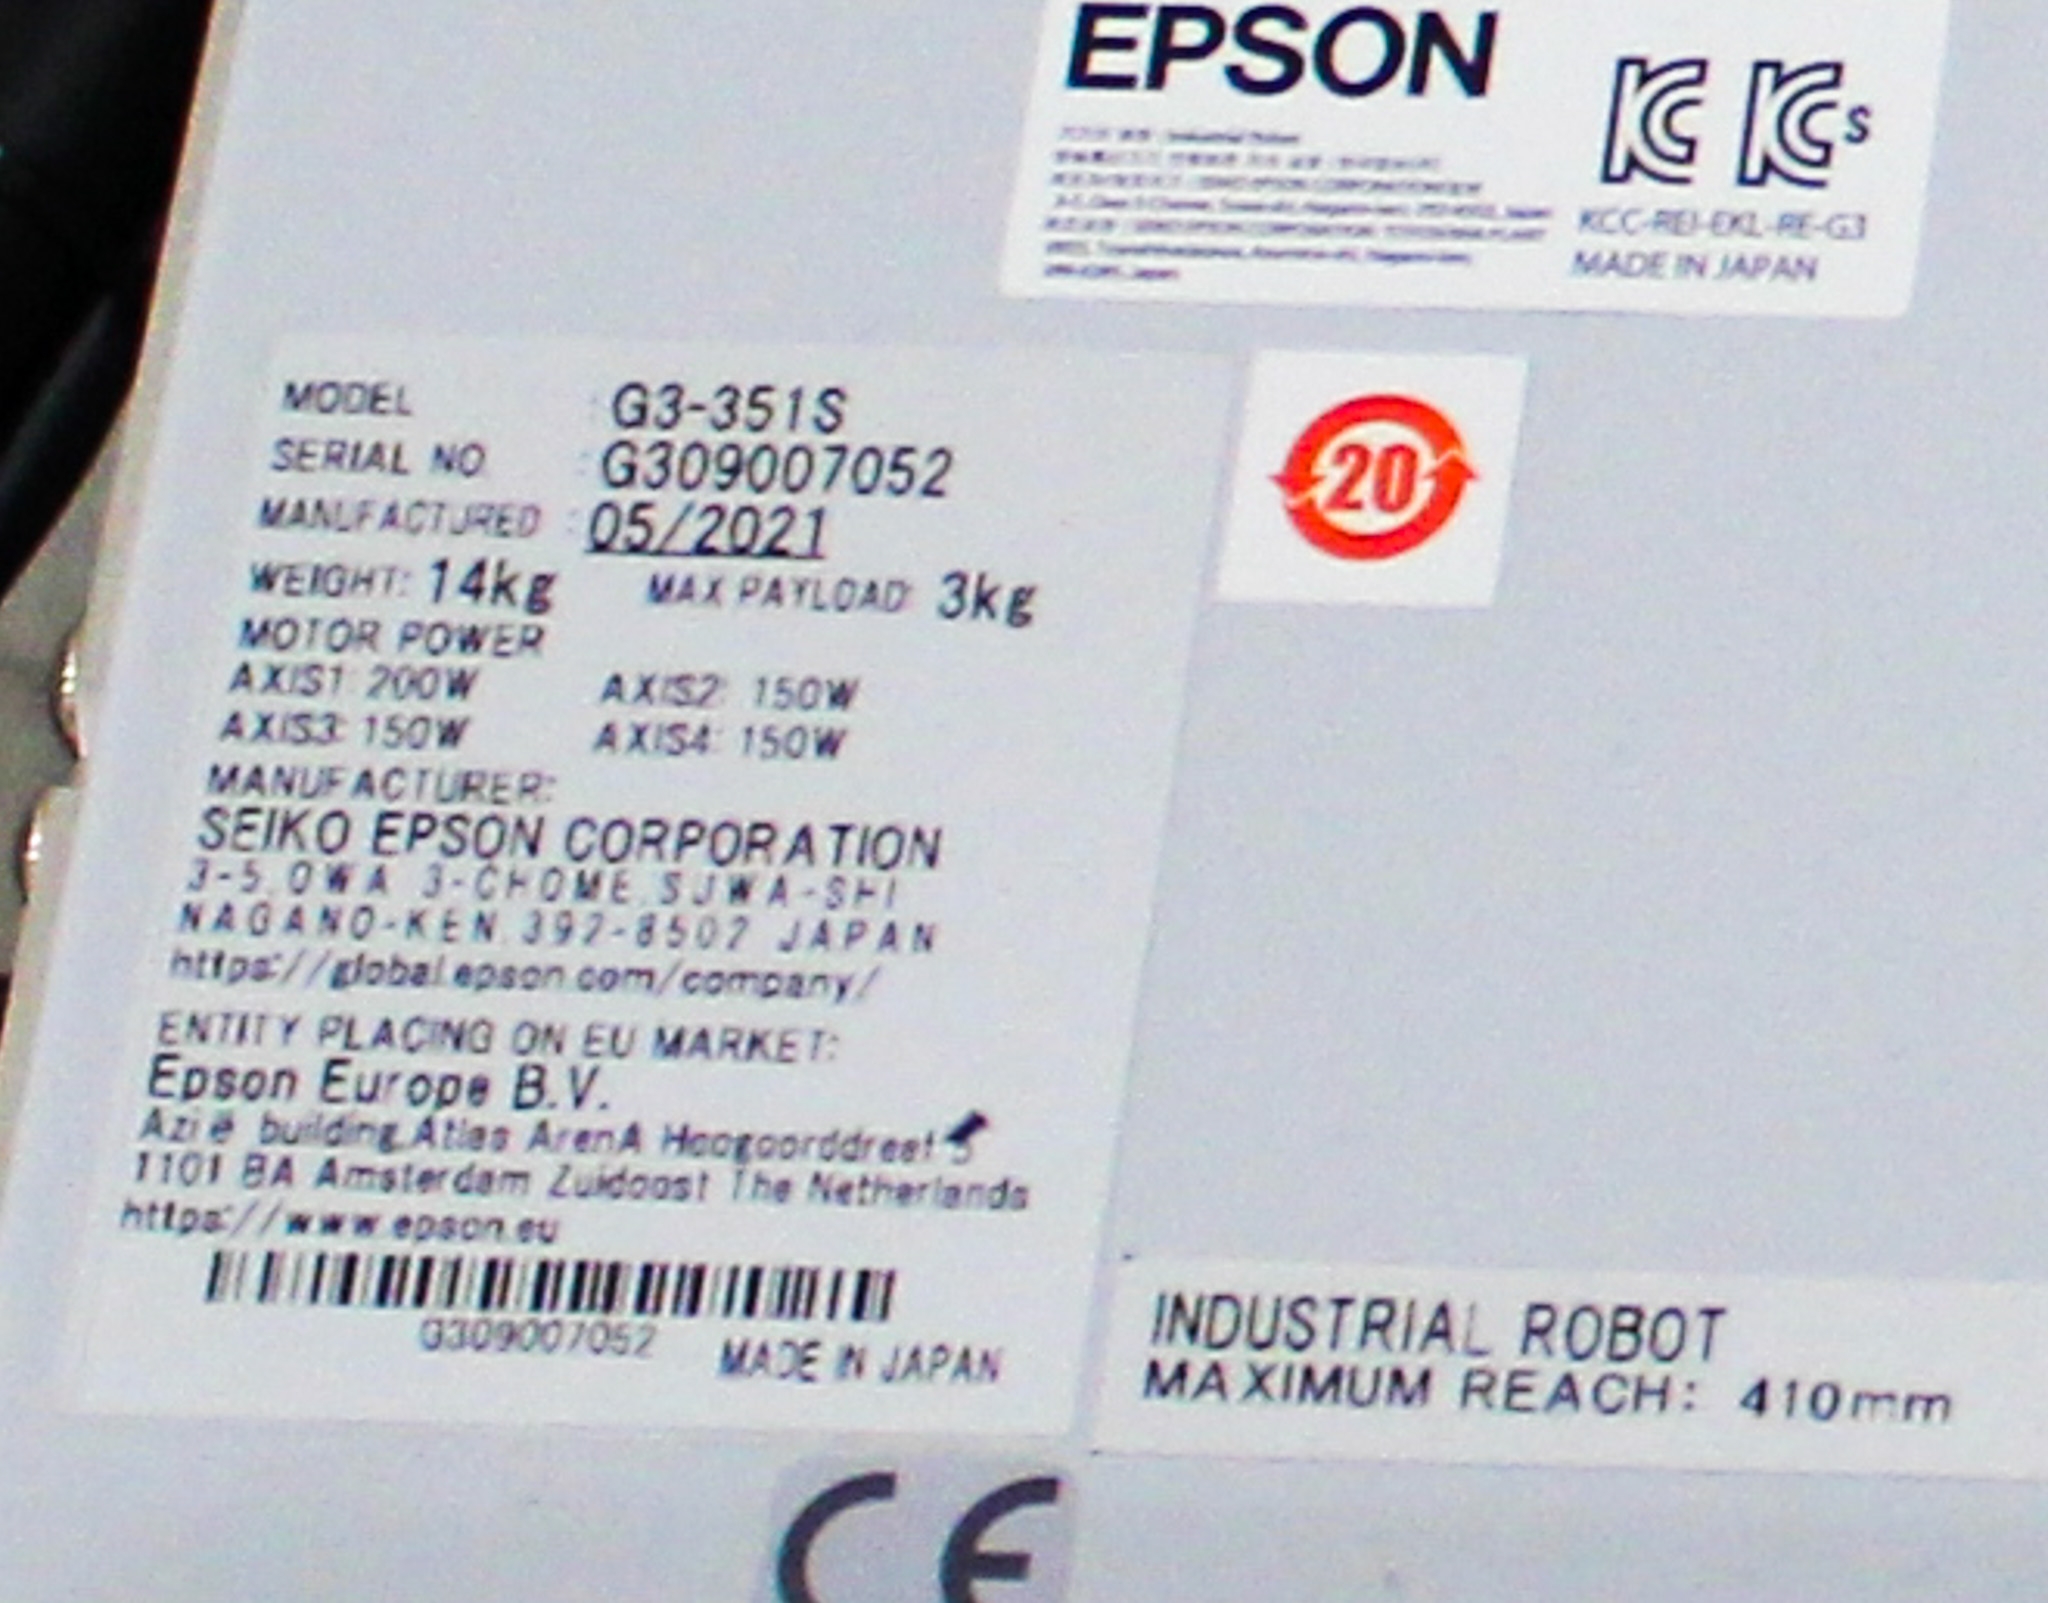 EPSON
Industrial Robot
KCC-REI-EKL-RE-G3
MADE IN JAPAN
MODEL : G3-351S
SERIAL NO : G309007052
MANUFACTURED : 05/2021
WEIGHT: 14kg MAX PAYLOAD: 3kg
MOTOR POWER
AXIS1: 200W AXIS2: 150W
AXIS3: 150W AXIS4: 150W
MANUFACTURER:
SEIKO EPSON CORPORATION
3-5,OWA 3-CHOME,SUWA-SHI
NAGANO-KEN,392-8502 JAPAN
https://global.epson.com/company/
ENTITY PLACING ON EU MARKET:
Epson Europe B.V.
Azië building,Atlas ArenA Hoogoorddreef 5
1101 BA Amsterdam Zuidoost The Netherlands
https://www.epson.eu
G309007052
MADE IN JAPAN
20
INDUSTRIAL ROBOT
MAXIMUM REACH: 410mm
CE